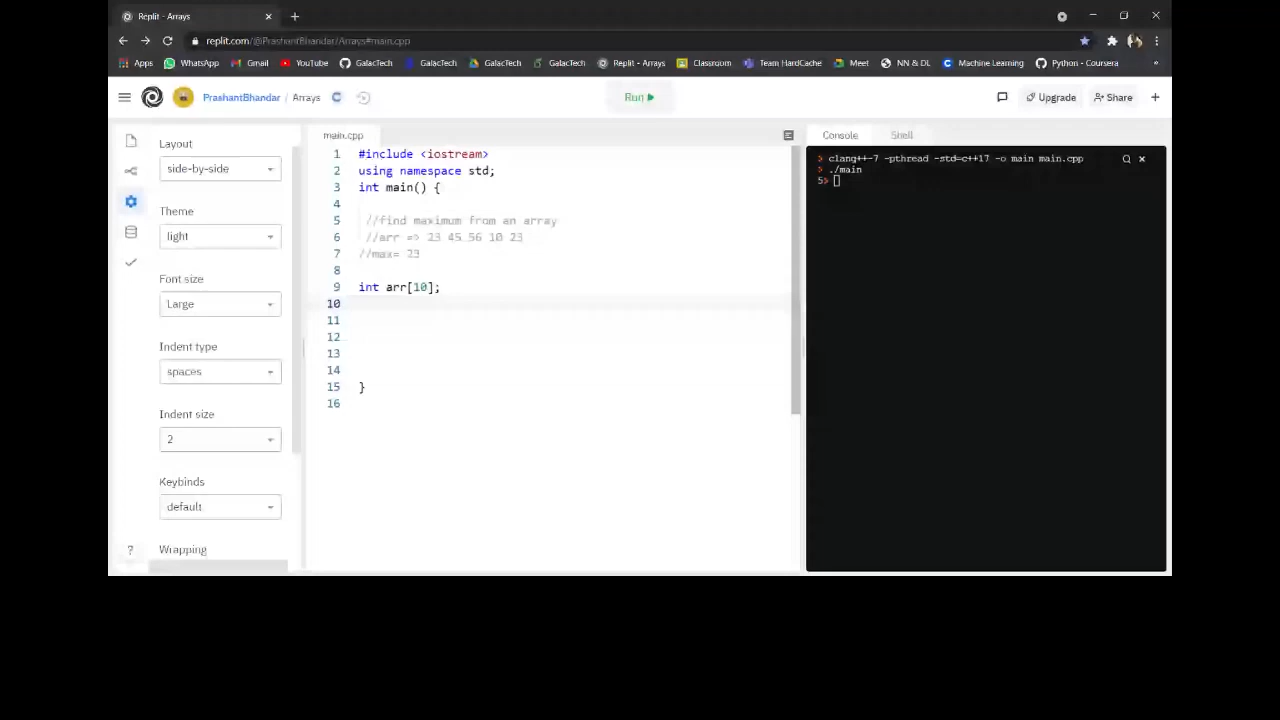 Replit - Arrays
replit.com/@PrashantBhandar/Arrays#main.cpp
Apps WhatsApp Gmail YouTube GalacTech GalacTech GalacTech GalacTech Replit - Arrays Classroom Team HardCache Meet NN & DL Machine Learning Python - Coursera »
PrashantBhandar / Arrays Run Upgrade Share +
Layout
side-by-side
Theme
light
Font size
Large
Indent type
spaces
Indent size
2
Keybinds
default
Wrapping
?
main.cpp
1 #include <iostream>
2 using namespace std;
3 int main() {
4
5 //find maximum from an array
6 //arr => 23 45 56 10 23
7 //max= 23
8
9 int arr[10];
10
11
12
13
14
15 }
16
Console Shell
> clang++-7 -pthread -std=c++17 -o main main.cpp
> ./main
5>